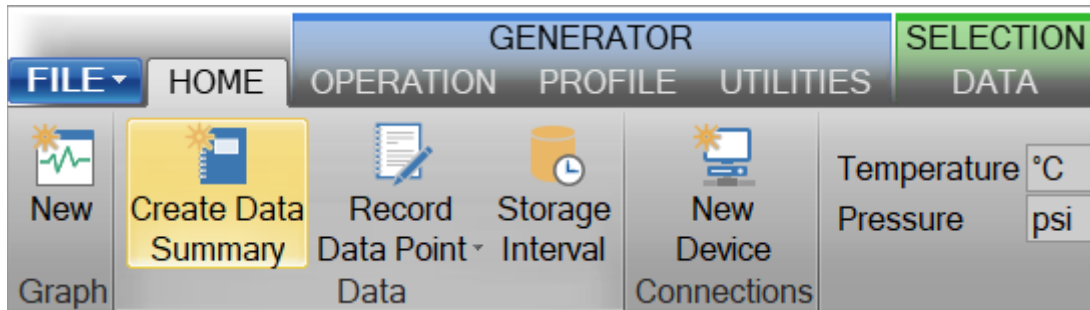 GENERATOR SELECTION
FILE HOME OPERATION PROFILE UTILITIES DATA
New
Create Data
Summary
Record
Data Point
Storage
Interval
New
Device
Temperature °C
Pressure psi
Graph Data Connections